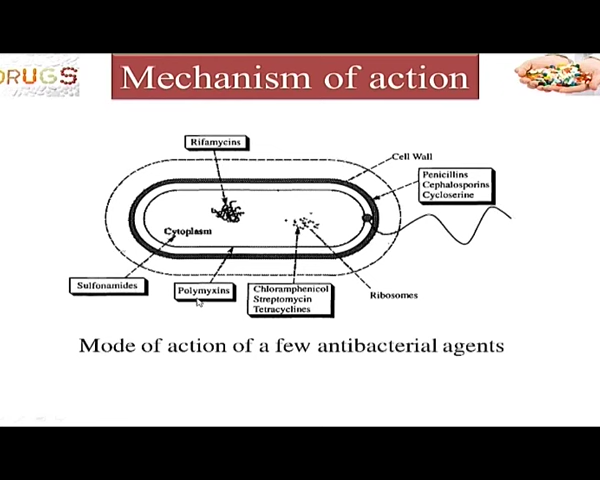 DRUGS
Mechanism of action
Rifamycins
Cell Wall
Penicillins
Cephalosporins
Cycloserine
Cytoplasm
Sulfonamides
Polymyxins
Chloramphenicol
Streptomycin
Tetracyclines
Ribosomes
Mode of action of a few antibacterial agents